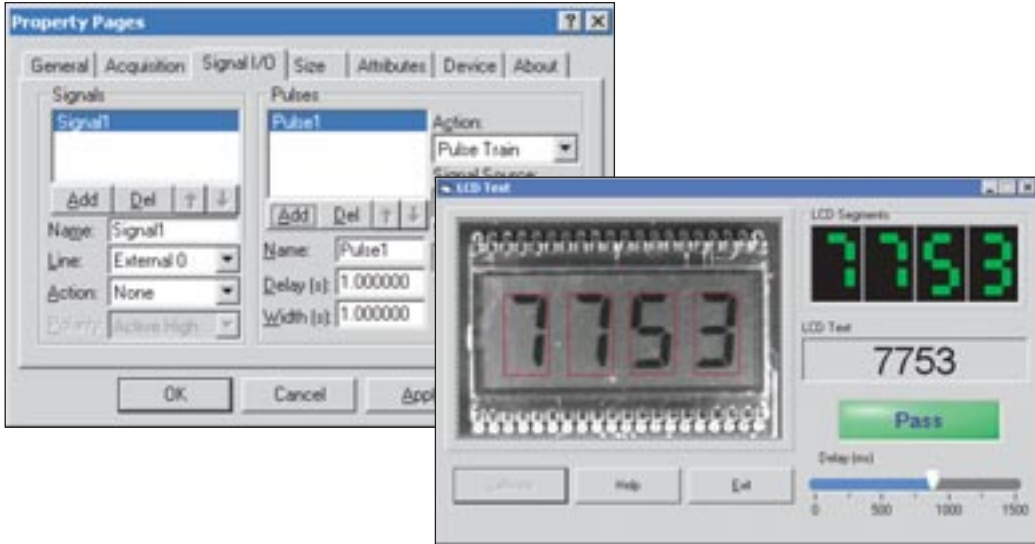 Property Pages
General Acquisition Signal I/O Size Attributes Device About
Signals
Signal1
Add Del
Name: Signal1
Line: External 0
Action: None
Polarity: Active High
Pulses
Pulse1
Add Del
Name: Pulse1
Delay (s): 1.000000
Width (s): 1.000000
Action:
Pulse Train
Signal Source:
OK Cancel Appl
LCD Test
7753
LCD Segments
7753
LCD Text
7753
Pass
Delay (ms)
0 500 1000 1500
Help Exit